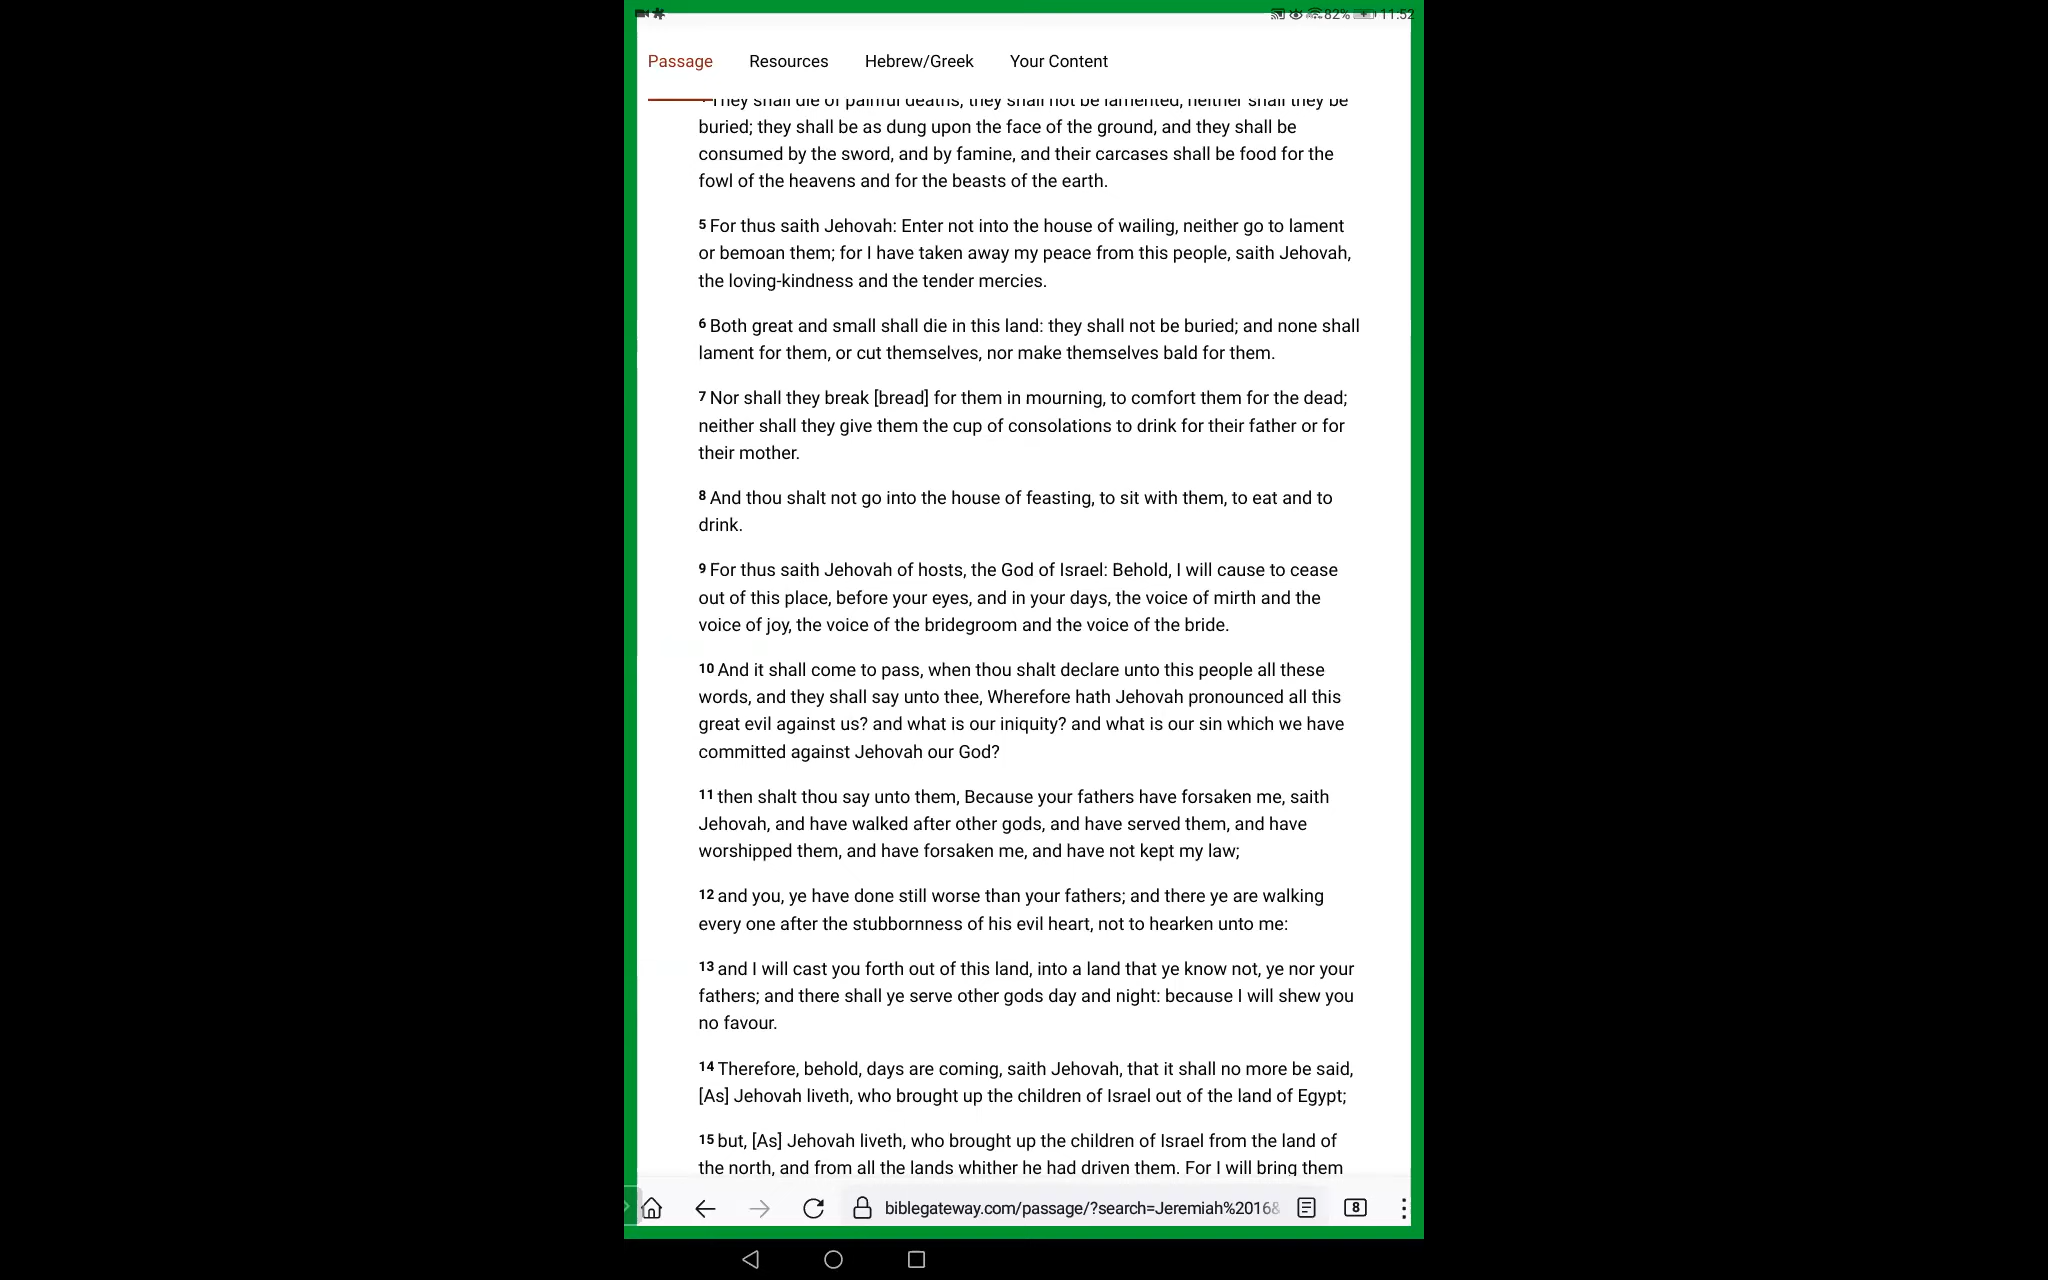 82% 11:52
Passage Resources Hebrew/Greek Your Content
They shall die of painful deaths; they shall not be lamented, neither shall they be
buried; they shall be as dung upon the face of the ground, and they shall be
consumed by the sword, and by famine, and their carcases shall be food for the
fowl of the heavens and for the beasts of the earth.
5 For thus saith Jehovah: Enter not into the house of wailing, neither go to lament
or bemoan them; for I have taken away my peace from this people, saith Jehovah,
the loving-kindness and the tender mercies.
6 Both great and small shall die in this land: they shall not be buried; and none shall
lament for them, or cut themselves, nor make themselves bald for them.
7 Nor shall they break [bread] for them in mourning, to comfort them for the dead;
neither shall they give them the cup of consolations to drink for their father or for
their mother.
8 And thou shalt not go into the house of feasting, to sit with them, to eat and to
drink.
9 For thus saith Jehovah of hosts, the God of Israel: Behold, I will cause to cease
out of this place, before your eyes, and in your days, the voice of mirth and the
voice of joy, the voice of the bridegroom and the voice of the bride.
10 And it shall come to pass, when thou shalt declare unto this people all these
words, and they shall say unto thee, Wherefore hath Jehovah pronounced all this
great evil against us? and what is our iniquity? and what is our sin which we have
committed against Jehovah our God?
11 then shalt thou say unto them, Because your fathers have forsaken me, saith
Jehovah, and have walked after other gods, and have served them, and have
worshipped them, and have forsaken me, and have not kept my law;
12 and you, ye have done still worse than your fathers; and there ye are walking
every one after the stubbornness of his evil heart, not to hearken unto me:
13 and I will cast you forth out of this land, into a land that ye know not, ye nor your
fathers; and there shall ye serve other gods day and night: because I will shew you
no favour.
14 Therefore, behold, days are coming, saith Jehovah, that it shall no more be said,
[As] Jehovah liveth, who brought up the children of Israel out of the land of Egypt;
15 but, [As] Jehovah liveth, who brought up the children of Israel from the land of
the north, and from all the lands whither he had driven them. For I will bring them
biblegateway.com/passage/?search=Jeremiah%2016& 8